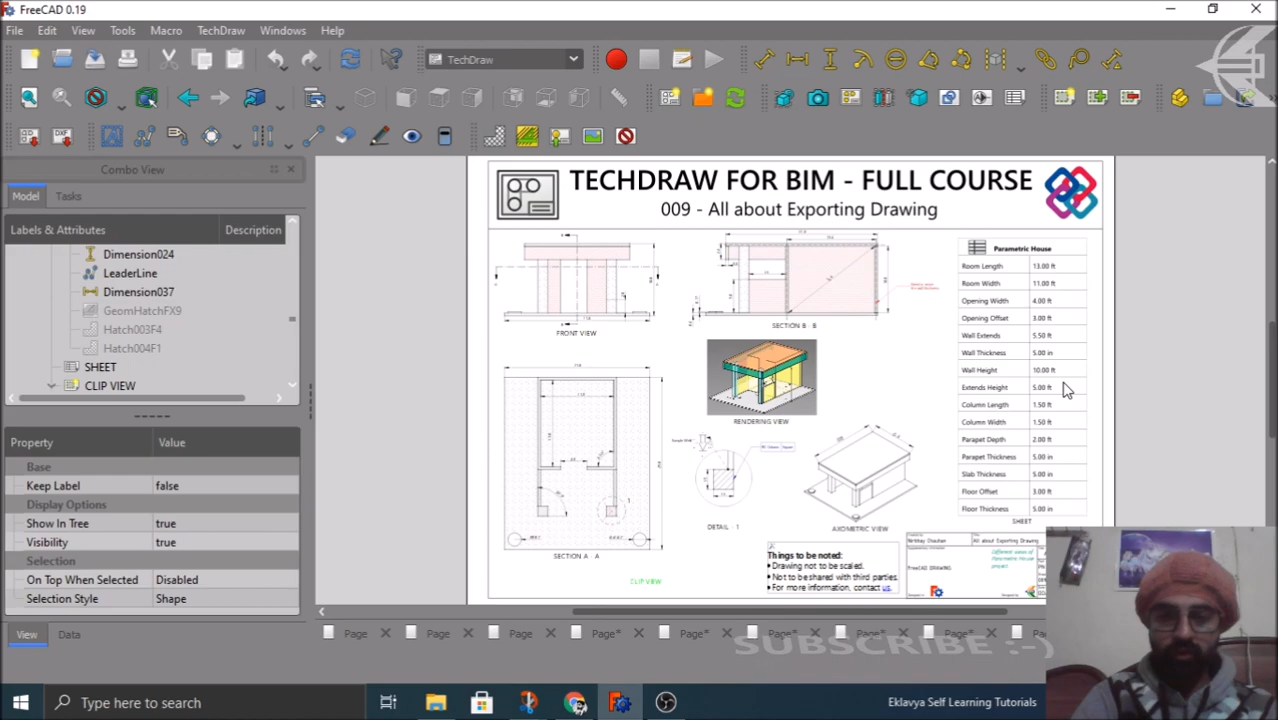 FreeCAD 0.19
File Edit View Tools Macro TechDraw Windows Help
TechDraw
Combo View
Model Tasks
Labels & Attributes Description
Dimension024
LeaderLine
Dimension037
GeomHatchFX9
Hatch003F4
Hatch004F1
SHEET
CLIP VIEW
Property Value
Base
Keep Label false
Display Options
Show In Tree true
Visibility true
Selection
On Top When Selected Disabled
Selection Style Shape
View Data
TECHDRAW FOR BIM - FULL COURSE
009 - All about Exporting Drawing
FRONT VIEW
SECTION B - B
RENDERING VIEW
SECTION A - A
DETAIL - 1
AXOMETRIC VIEW
CLIP VIEW
Parametric House
Room Length 13.00 ft
Room Width 11.00 ft
Opening Width 4.00 ft
Opening Offset 3.00 ft
Wall Extends 5.50 ft
Wall Thickness 5.00 in
Wall Height 10.00 ft
Extends Height 5.00 ft
Column Length 1.50 ft
Column Width 1.50 ft
Parapet Depth 2.00 ft
Parapet Thickness 5.00 in
Slab Thickness 5.00 in
Floor Offset 3.00 ft
Floor Thickness 5.00 in
SHEET
Things to be noted:
• Drawing not to be scaled.
• Not to be shared with third parties.
• For more information, contact us.
All about Exporting Drawing
FreeCAD DRAWING
Page Page Page Page* Page* Page*
SUBSCRIBE :-)
Type here to search
Eklavya Self Learning Tutorials